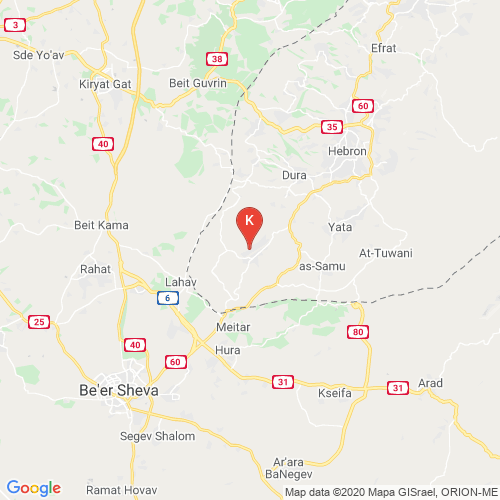 3
Efrat
Sde Yo'av
38
Kiryat Gat
Beit Guvrin
60
35
40
Hebron
Dura
K
Beit Kama
Yata
At-Tuwani
Rahat
as-Samu
Lahav
6
25
Meitar
80
40
Hura
60
31
Arad
Be'er Sheva
Kseifa
31
Segev Shalom
Ar'ara
BaNegev
Google
Ramat Hovav
Map data ©2020 Mapa GISrael, ORION-ME